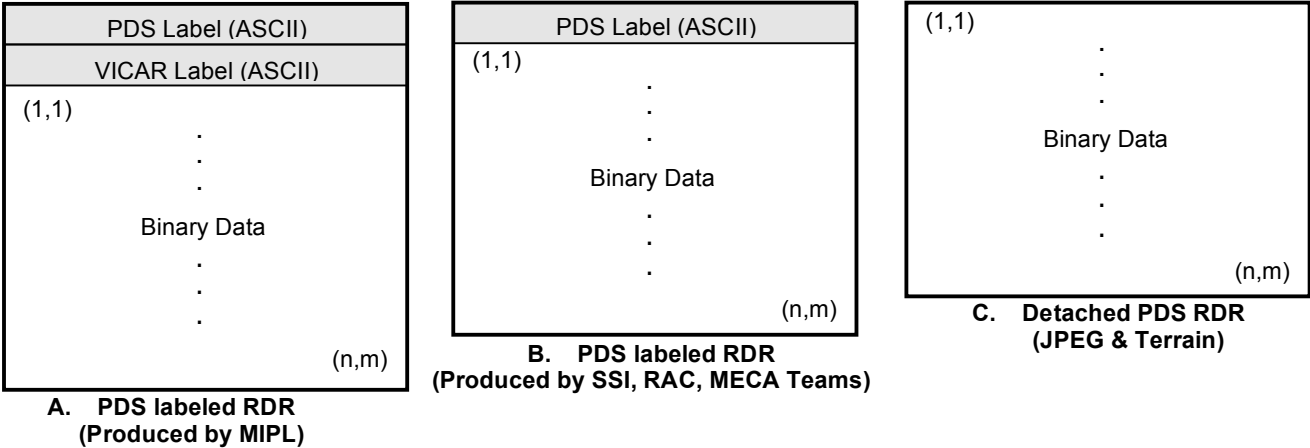 PDS Label (ASCII)
VICAR Label (ASCII)
(1,1)
.
.
.
Binary Data
.
.
.
(n,m)
A. PDS labeled RDR
(Produced by MIPL)
PDS Label (ASCII)
(1,1)
.
.
.
Binary Data
.
.
.
(n,m)
B. PDS labeled RDR
(Produced by SSI, RAC, MECA Teams)
(1,1)
.
.
.
Binary Data
.
.
.
(n,m)
C. Detached PDS RDR
(JPEG & Terrain)